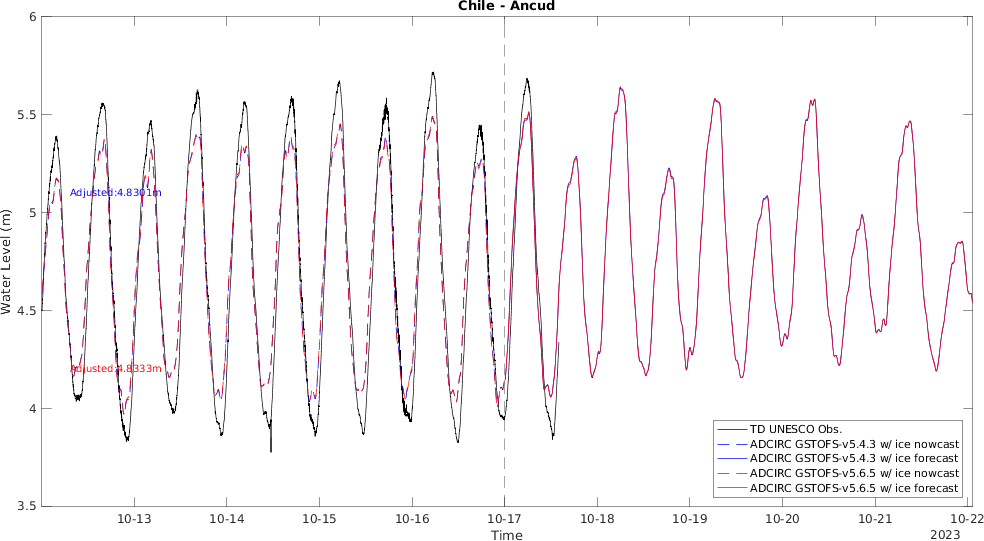 Chile - Ancud
6
5.5
5
4.5
4
3.5
Water Level (m)
Adjusted:4.8301m
Adjusted:4.8333m
TD UNESCO Obs.
ADCIRC GSTOFS-v5.4.3 w/ ice nowcast
ADCIRC GSTOFS-v5.4.3 w/ ice forecast
ADCIRC GSTOFS-v5.6.5 w/ ice nowcast
ADCIRC GSTOFS-v5.6.5 w/ ice forecast
10-13 10-14 10-15 10-16 10-17 10-18 10-19 10-20 10-21 10-22
Time
2023